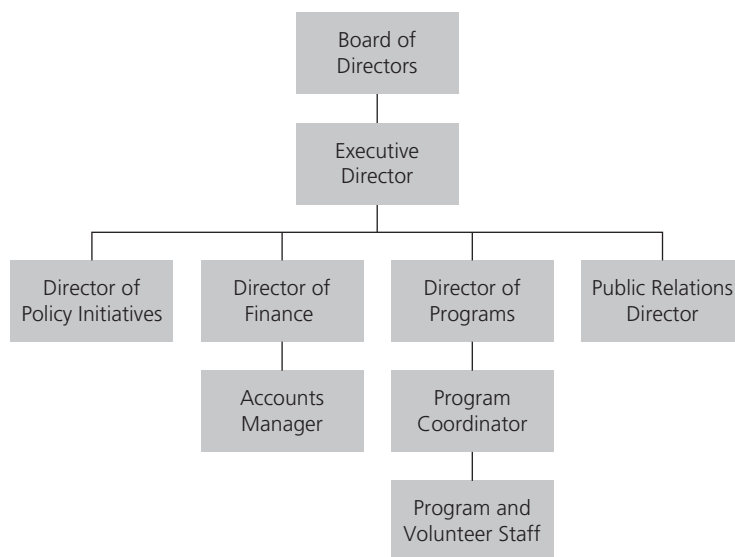 Board of
Directors
Executive
Director
Director of
Policy Initiatives
Director of
Finance
Director of
Programs
Public Relations
Director
Accounts
Manager
Program
Coordinator
Program and
Volunteer Staff